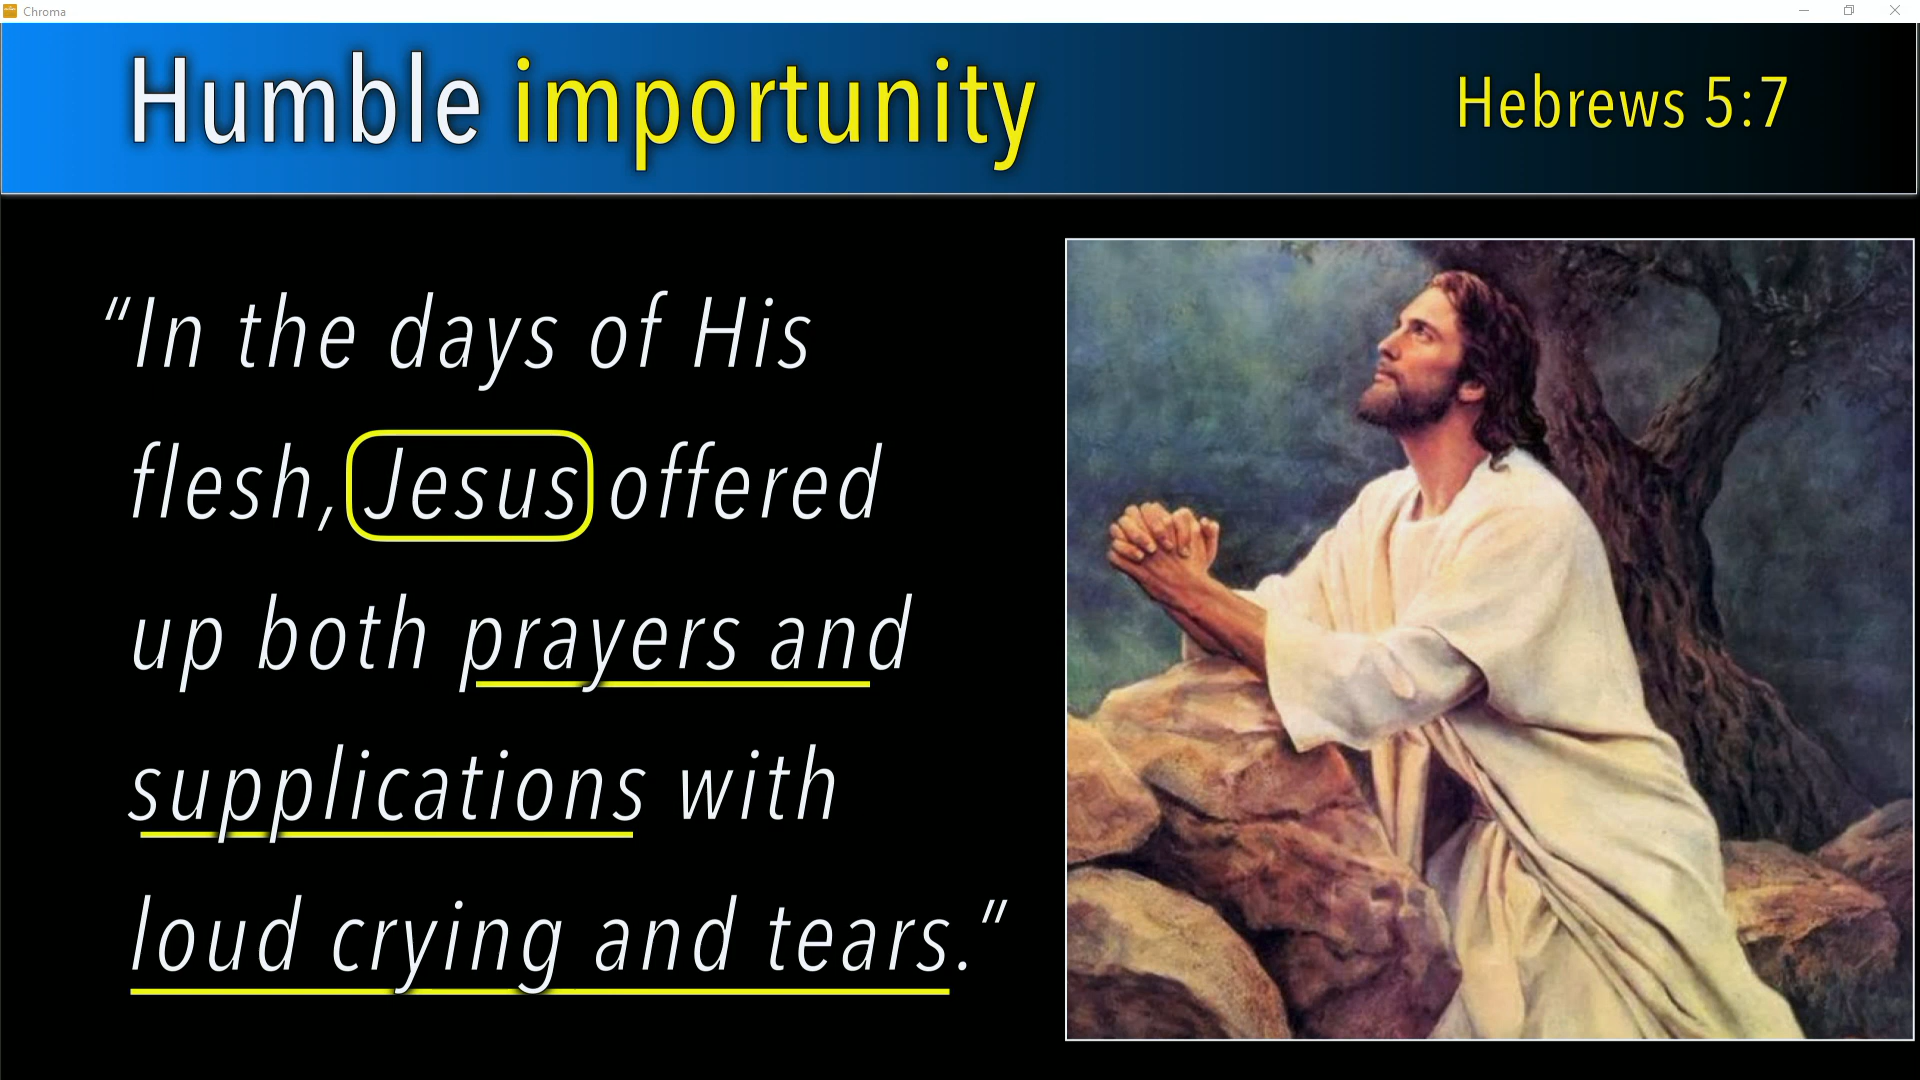 Chroma
Humble importunity
Hebrews 5:7
“In the days of His
flesh, Jesus offered
up both prayers and
supplications with
loud crying and tears.”